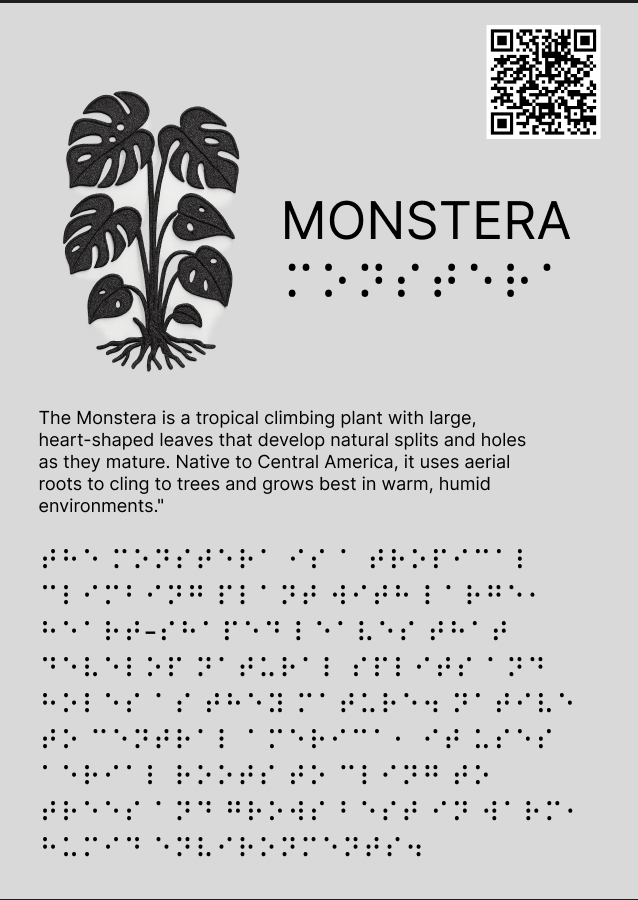 MONSTERA
⠍⠕⠝⠎⠞⠑⠗⠁
The Monstera is a tropical climbing plant with large,
heart-shaped leaves that develop natural splits and holes
as they mature. Native to Central America, it uses aerial
roots to cling to trees and grows best in warm, humid
environments."
⠞⠓⠑ ⠍⠕⠝⠎⠞⠑⠗⠁ ⠊⠎ ⠁ ⠞⠗⠕⠏⠊⠉⠁⠇
⠉⠇⠊⠍⠃⠊⠝⠛ ⠏⠇⠁⠝⠞ ⠺⠊⠞⠓ ⠇⠁⠗⠛⠑⠂
⠓⠑⠁⠗⠞-⠎⠓⠁⠏⠑⠙ ⠇⠑⠁⠧⠑⠎ ⠞⠓⠁⠞
⠙⠑⠧⠑⠇⠕⠏ ⠝⠁⠞⠥⠗⠁⠇ ⠎⠏⠇⠊⠞⠎ ⠁⠝⠙
⠓⠕⠇⠑⠎ ⠁⠎ ⠞⠓⠑⠽ ⠍⠁⠞⠥⠗⠑⠲ ⠝⠁⠞⠊⠧⠑
⠞⠕ ⠉⠑⠝⠞⠗⠁⠇ ⠁⠍⠑⠗⠊⠉⠁⠂ ⠊⠞ ⠥⠎⠑⠎
⠁⠑⠗⠊⠁⠇ ⠗⠕⠕⠞⠎ ⠞⠕ ⠉⠇⠊⠝⠛ ⠞⠕
⠞⠗⠑⠑⠎ ⠁⠝⠙ ⠛⠗⠕⠺⠎ ⠃⠑⠎⠞ ⠊⠝ ⠺⠁⠗⠍⠂
⠓⠥⠍⠊⠙ ⠑⠝⠧⠊⠗⠕⠝⠍⠑⠝⠞⠎⠲